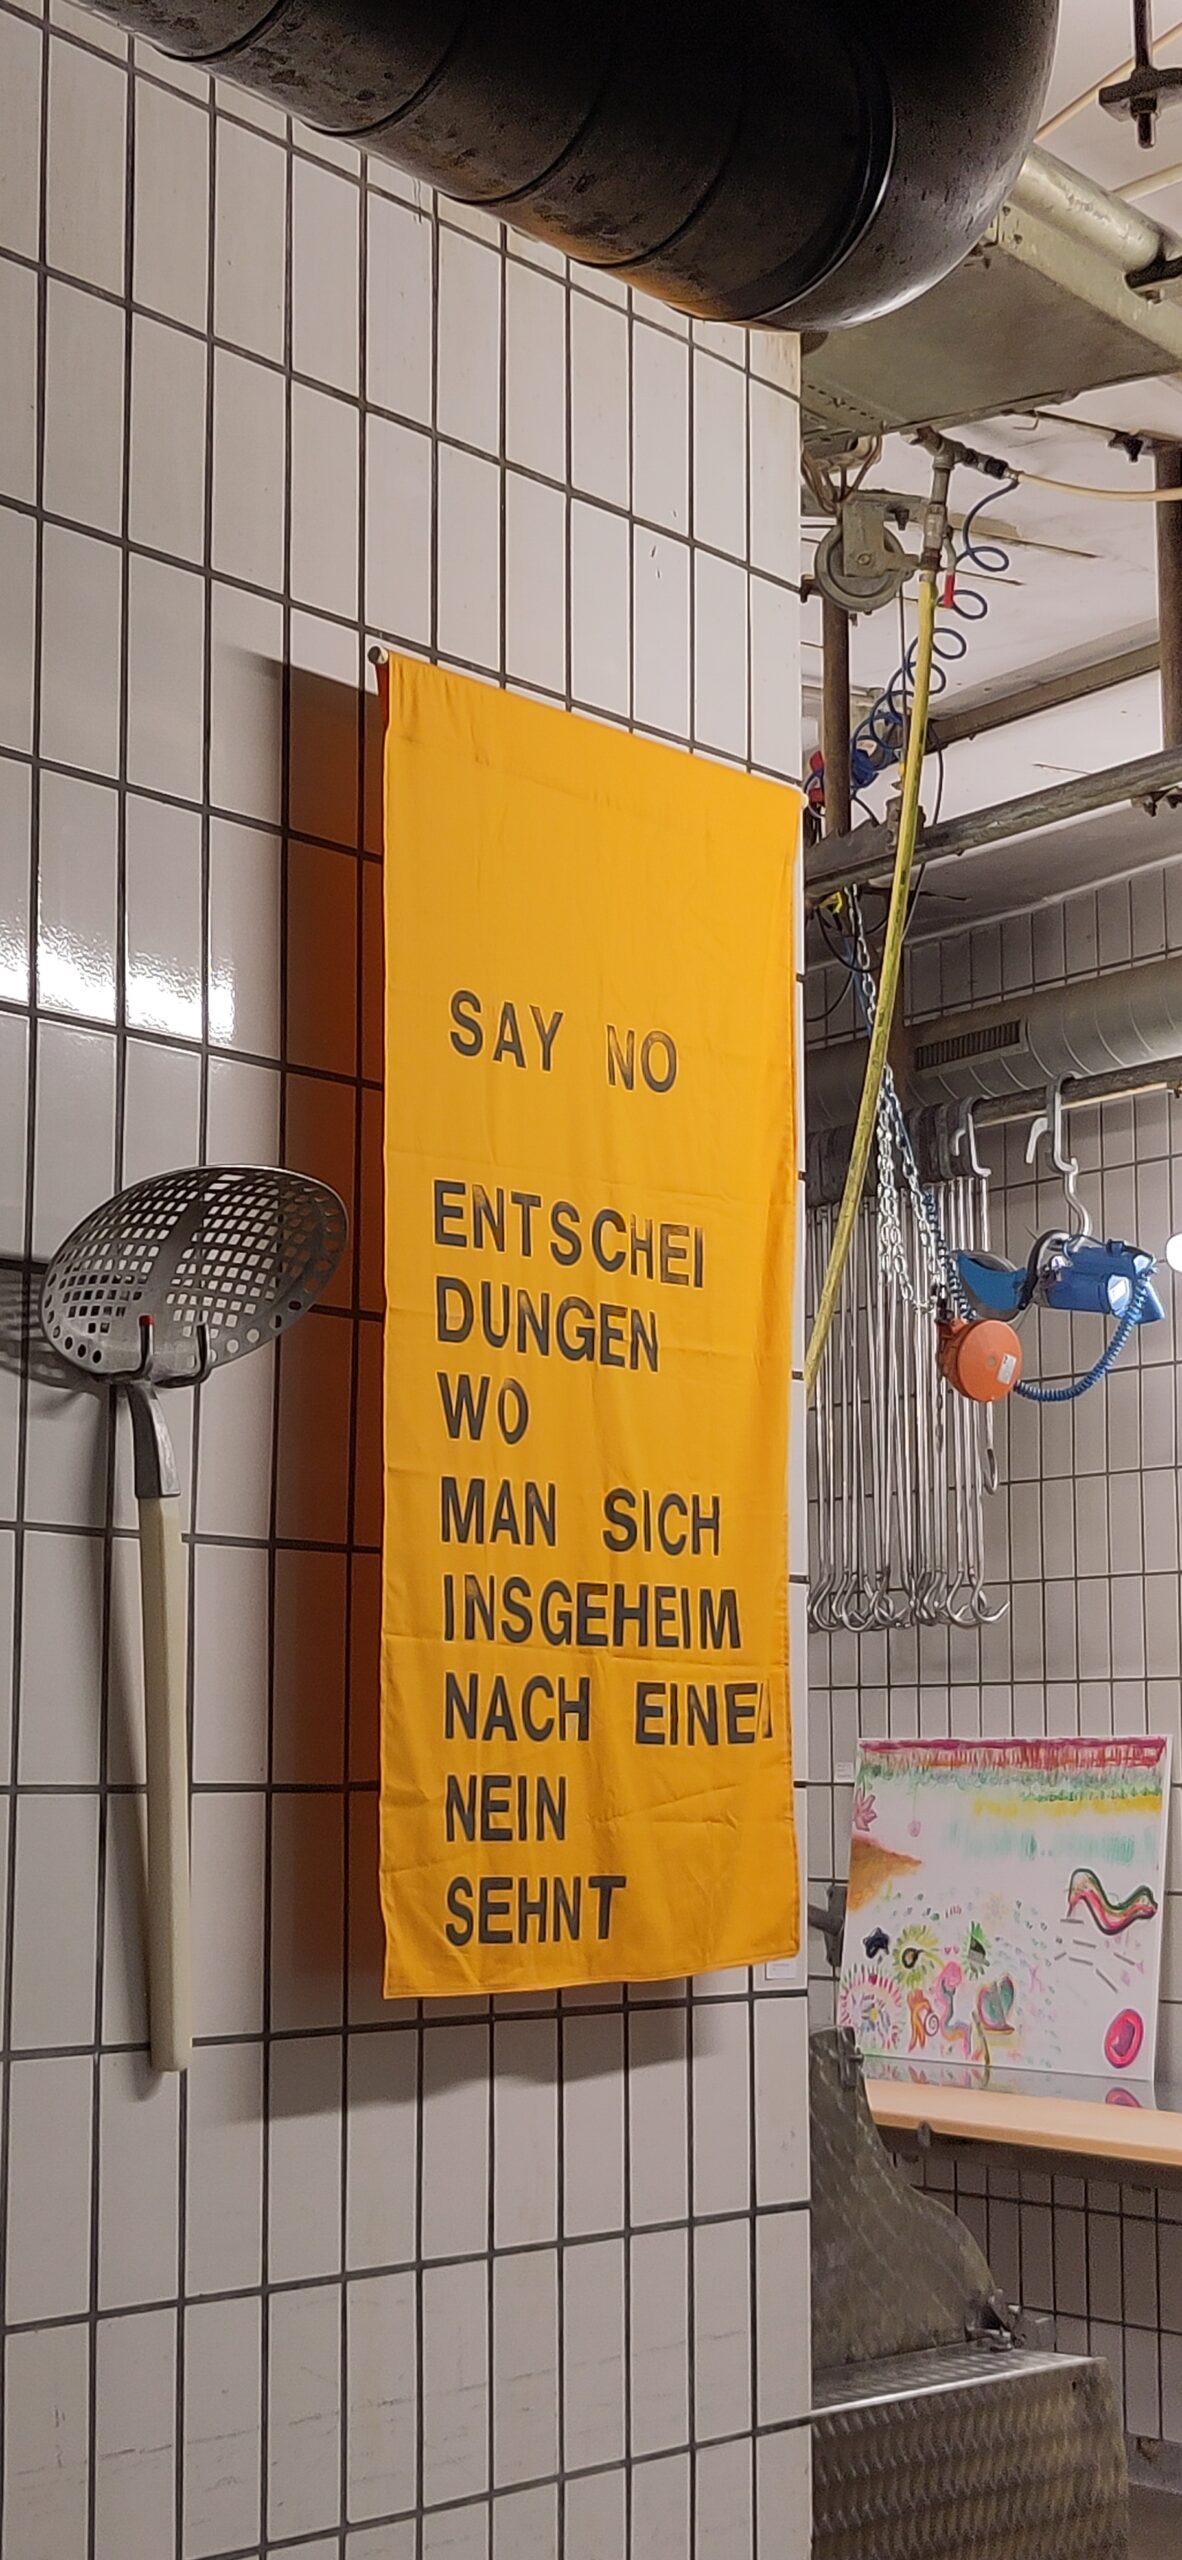 SAY NO
ENTSCHEI
DUNGEN
WO
MAN SICH
INSGEHEIM
NACH EINEM
NEIN
SEHNT